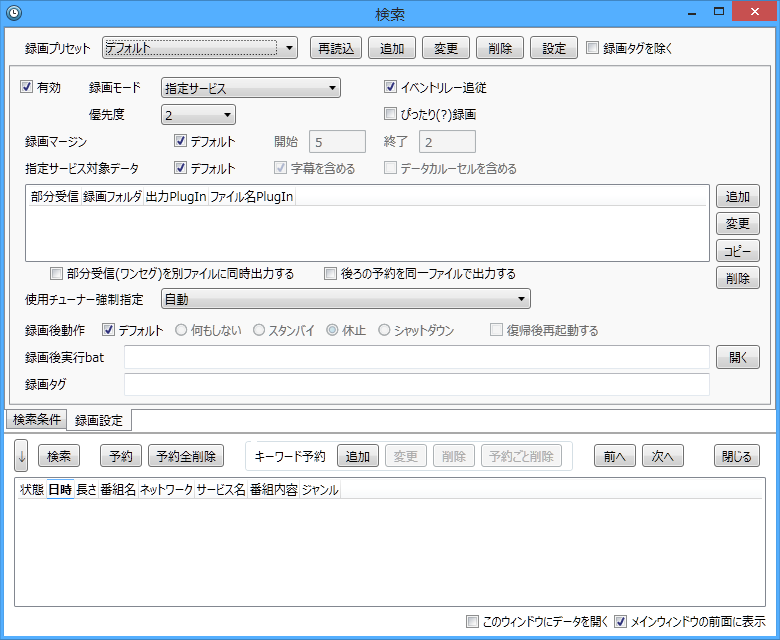 検索
録画プリセット デフォルト 再読込 追加 変更 削除 設定 録画タグを除く
有効 録画モード 指定サービス イベントリレー追従
優先度 2 ぴったり(?)録画
録画マージン デフォルト 開始 5 終了 2
指定サービス対象データ デフォルト 字幕を含める データカルーセルを含める
部分受信 録画フォルダ 出力PlugIn ファイル名PlugIn 追加
変更
コピー
削除
部分受信(ワンセグ)を別ファイルに同時出力する 後ろの予約を同一ファイルで出力する
使用チューナー強制指定 自動
録画後動作 デフォルト 何もしない スタンバイ 休止 シャットダウン 復帰後再起動する
録画後実行bat 開く
録画タグ
検索条件 録画設定
↓ 検索 予約 予約全削除 キーワード予約 追加 変更 削除 予約ごと削除 前へ 次へ 閉じる
状態 日時 長さ 番組名 ネットワーク サービス名 番組内容 ジャンル
このウィンドウにデータを開く メインウィンドウの前面に表示